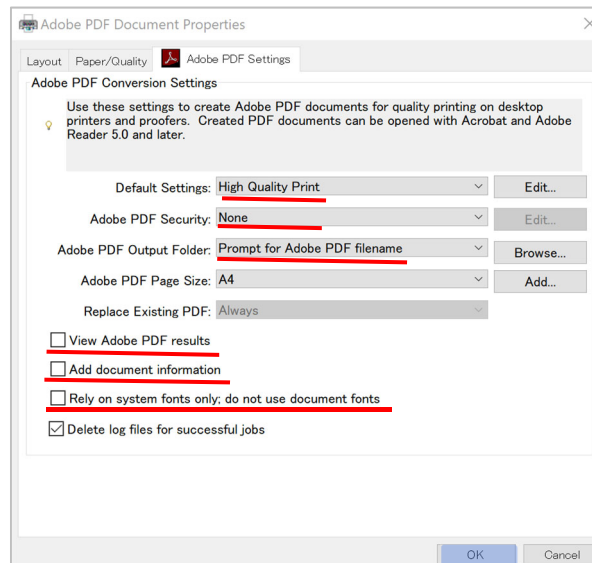 Adobe PDF Document Properties
Layout Paper/Quality Adobe PDF Settings
Adobe PDF Conversion Settings
Use these settings to create Adobe PDF documents for quality printing on desktop
printers and proofers. Created PDF documents can be opened with Acrobat and Adobe
Reader 5.0 and later.
Default Settings: High Quality Print Edit...
Adobe PDF Security: None Edit...
Adobe PDF Output Folder: Prompt for Adobe PDF filename Browse...
Adobe PDF Page Size: A4 Add...
Replace Existing PDF: Always
View Adobe PDF results
Add document information
Rely on system fonts only; do not use document fonts
Delete log files for successful jobs
OK Cancel